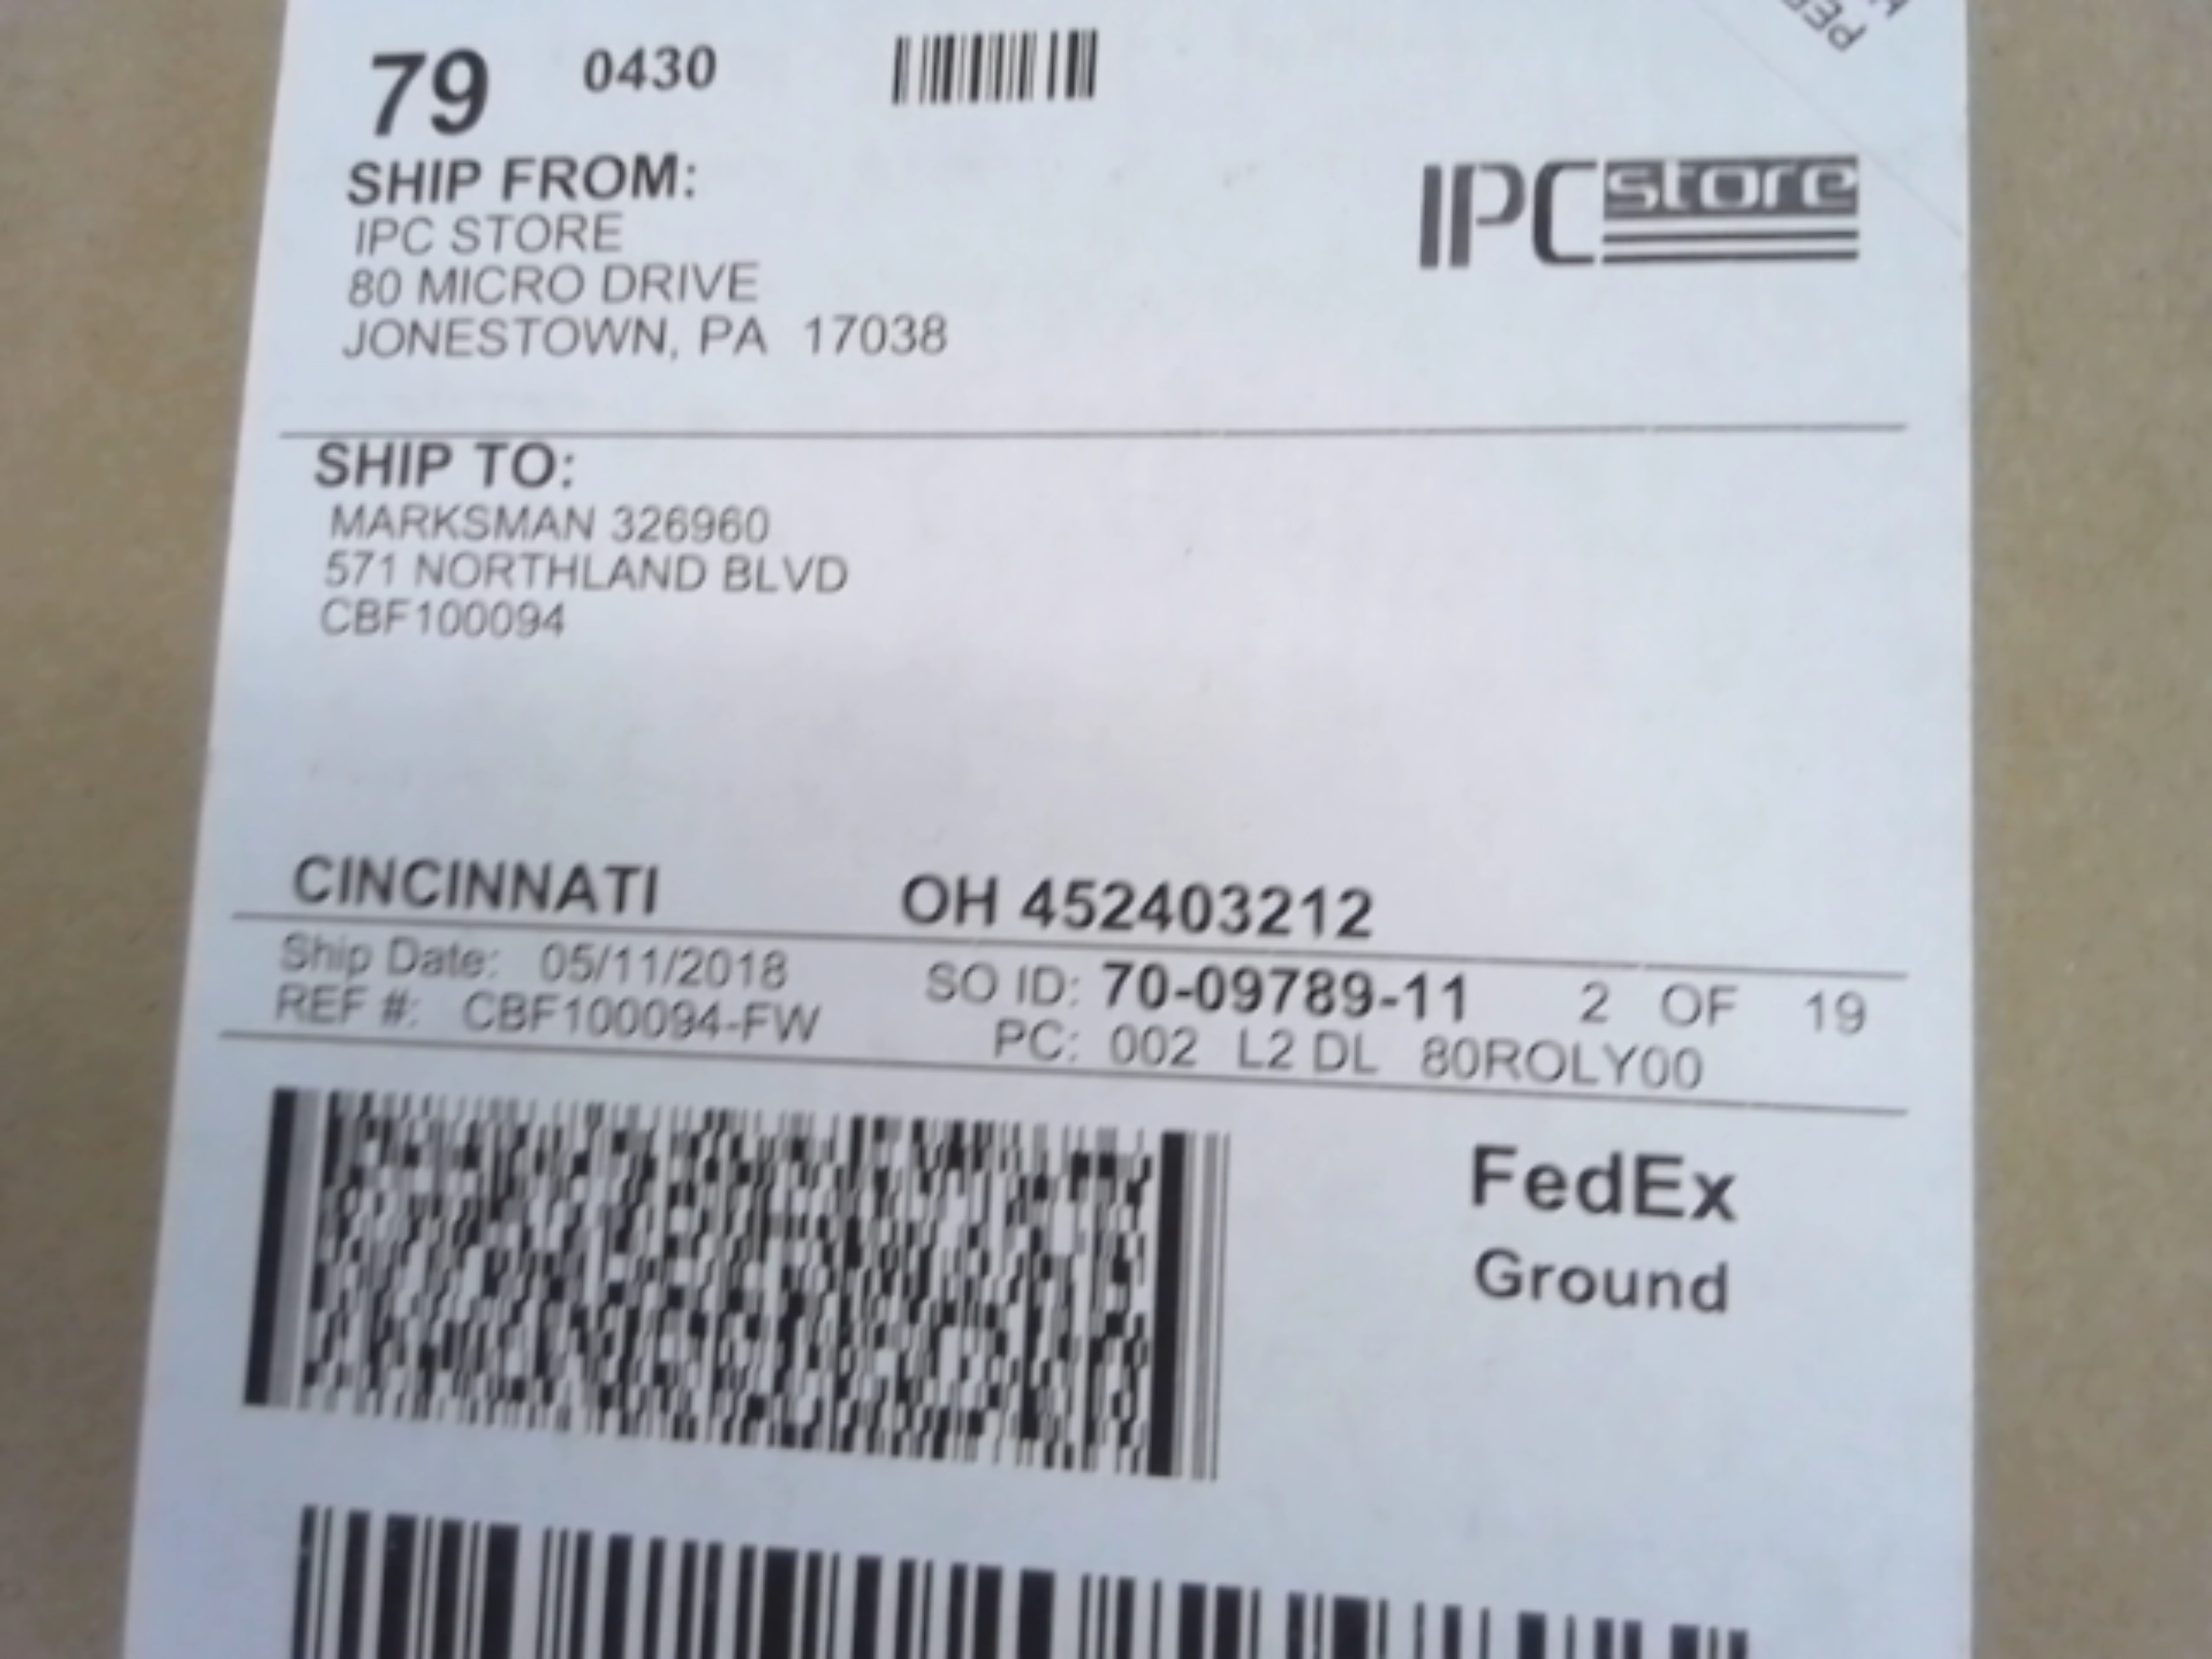 79 0430
SHIP FROM:
IPC STORE
80 MICRO DRIVE
JONESTOWN, PA 17038
IPC store
SHIP TO:
MARKSMAN 326960
571 NORTHLAND BLVD
CBF100094
CINCINNATI OH 452403212
Ship Date: 05/11/2018 SO ID: 70-09789-11 2 OF 19
REF #: CBF100094-FW PC: 002 L2 DL 80ROLY00
FedEx
Ground